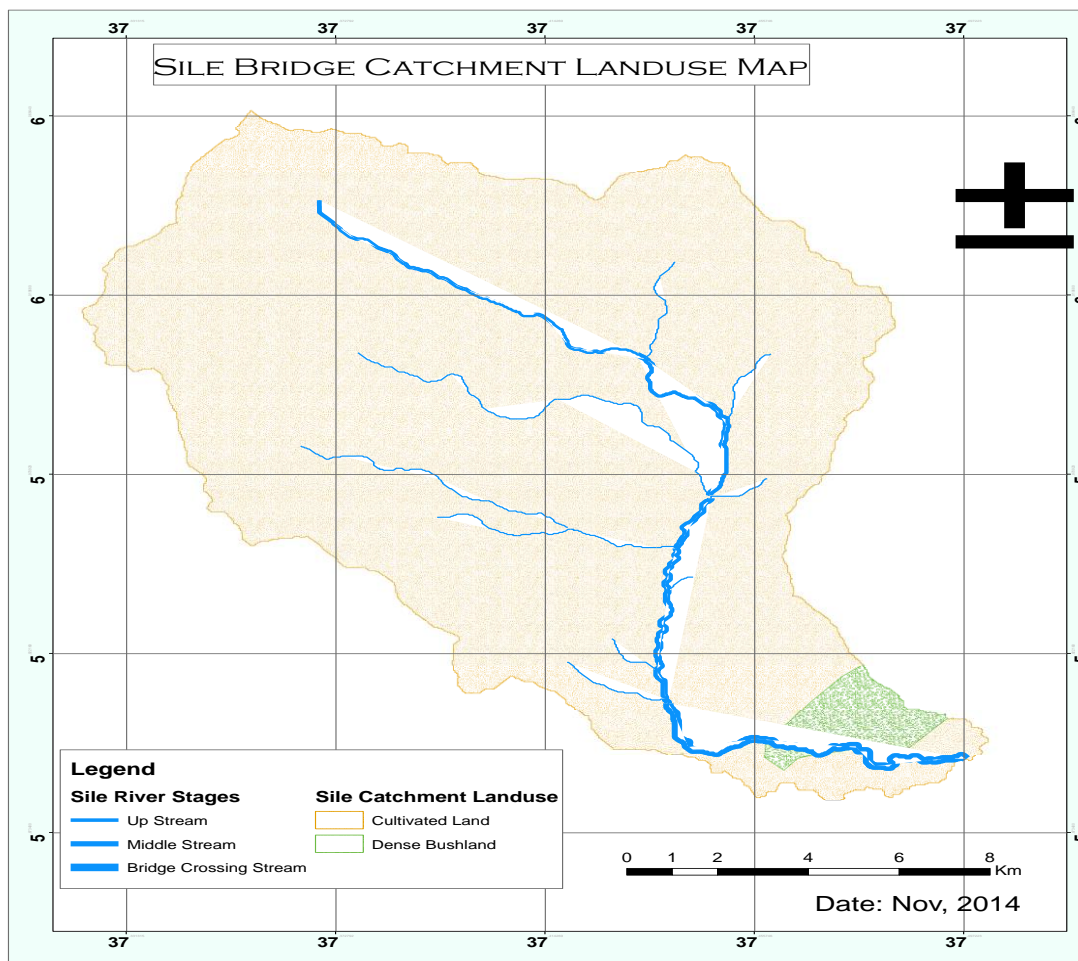 37 37 37 37 37
SILE BRIDGE CATCHMENT LANDUSE MAP
6
6
5
5
5
Legend
Sile River Stages
Up Stream
Middle Stream
Bridge Crossing Stream
Sile Catchment Landuse
Cultivated Land
Dense Bushland
0 1 2 4 6 8
Km
Date: Nov, 2014
37 37 37 37 37